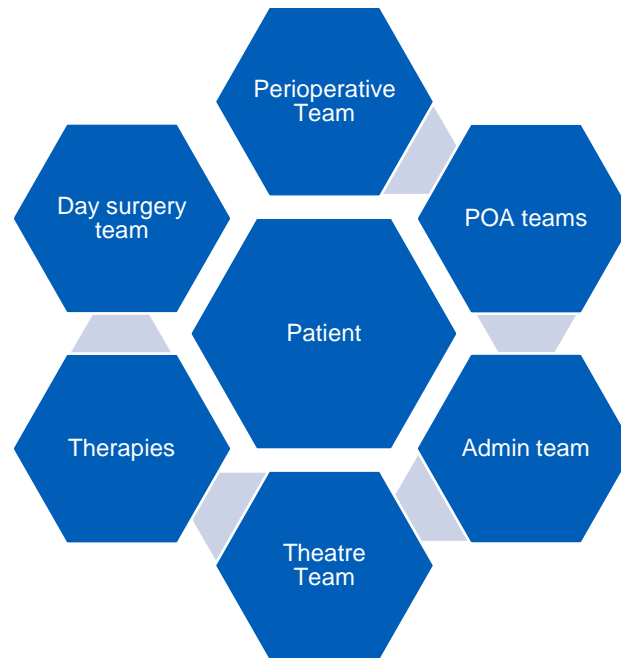 Perioperative
Team
Day surgery
team
POA teams
Patient
Therapies
Admin team
Theatre
Team